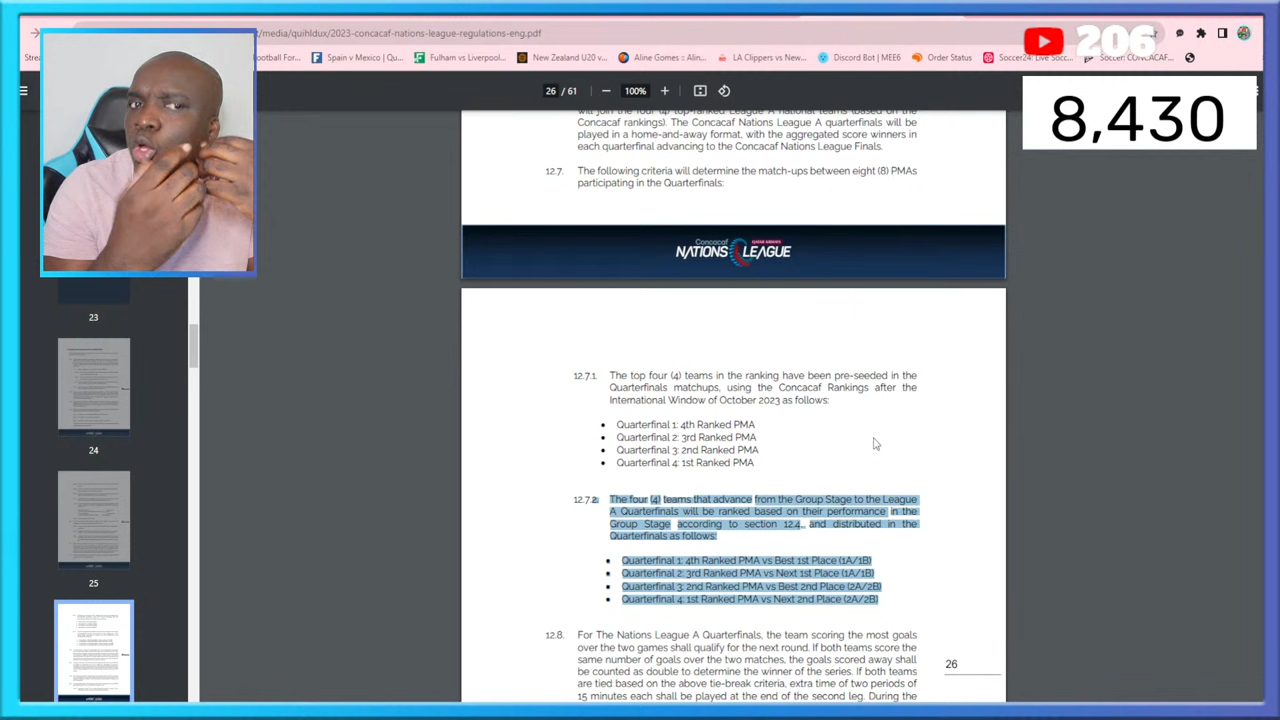 /media/quihldux/2023-concacaf-nations-league-regulations-eng.pdf
206
Strea
ootball For...
Spain v Mexico | Qu...
Fulham vs Liverpool...
New Zealand U20 v...
Aline Gomes :: Alin...
LA Clippers vs New...
Discord Bot | MEE6
Order Status
Soccer24: Live Socc...
Soccer: CONCACAF...
26 / 61
100%
8,430
will join the four (4) top-ranked League A national teams (based on the
Concacaf rankings). The Concacaf Nations League A quarterfinals will be
played in a home-and-away format, with the aggregated score winners in
each quarterfinal advancing to the Concacaf Nations League Finals.
12.7. The following criteria will determine the match-ups between eight (8) PMAs
participating in the Quarterfinals:
Concacaf
NATIONS LEAGUE
23
24
25
12.7.1. The top four (4) teams in the ranking have been pre-seeded in the
Quarterfinals matchups, using the Concacaf Rankings after the
International Window of October 2023 as follows:
• Quarterfinal 1: 4th Ranked PMA
• Quarterfinal 2: 3rd Ranked PMA
• Quarterfinal 3: 2nd Ranked PMA
• Quarterfinal 4: 1st Ranked PMA
12.7.2. The four (4) teams that advance from the Group Stage to the League
A Quarterfinals will be ranked based on their performance in the
Group Stage according to section 12.4., and distributed in the
Quarterfinals as follows:
• Quarterfinal 1: 4th Ranked PMA vs Best 1st Place (1A/1B)
• Quarterfinal 2: 3rd Ranked PMA vs Next 1st Place (1A/1B)
• Quarterfinal 3: 2nd Ranked PMA vs Best 2nd Place (2A/2B)
• Quarterfinal 4: 1st Ranked PMA vs Next 2nd Place (2A/2B)
12.8. For The Nations League A Quarterfinals, the team scoring the most goals
over the two games shall qualify for the next round. If both teams score the
same number of goals over the two matches, the goals scored away shall
be counted as double to determine the winner of the series. If both teams
are tied based on the above tie-break criteria, extra time of two periods of
15 minutes each shall be played at the end of the second leg. During the
26